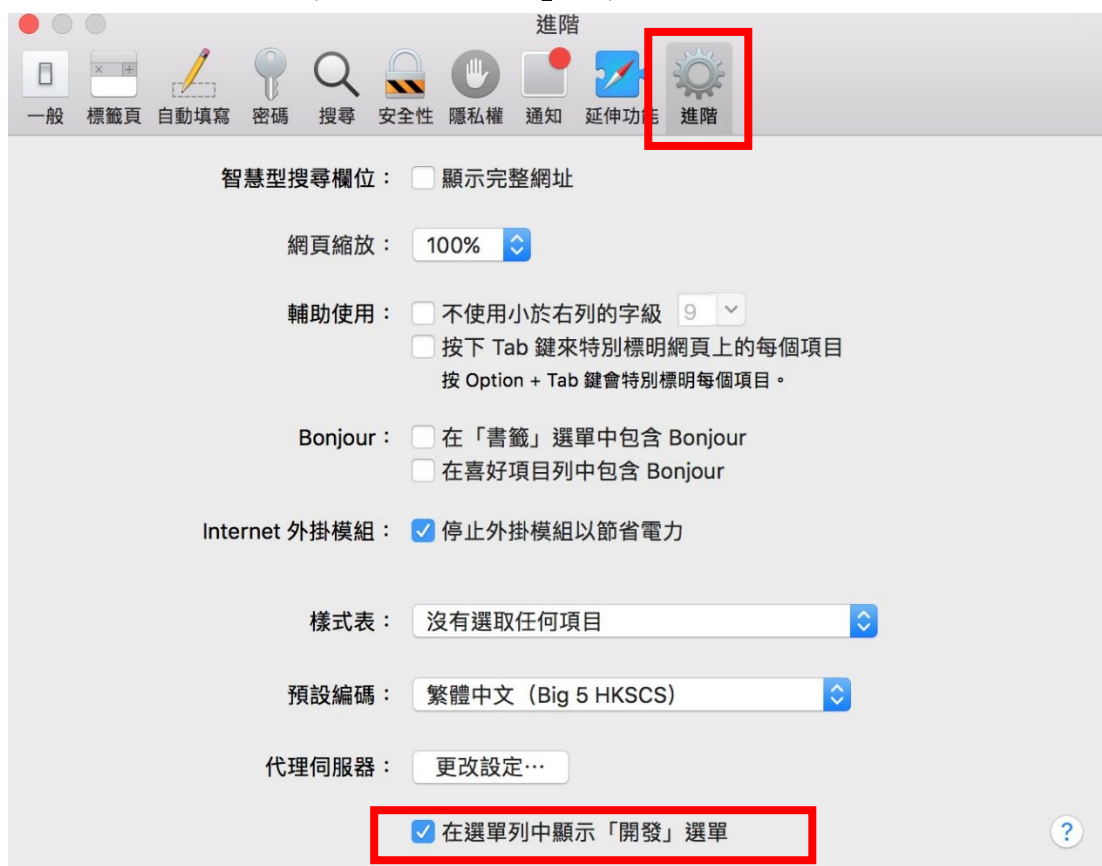 進階
一般 標籤頁 自動填寫 密碼 搜尋 安全性 隱私權 通知 延伸功能 進階
智慧型搜尋欄位： 顯示完整網址
網頁縮放： 100%
輔助使用： 不使用小於右列的字級 9
按下 Tab 鍵來特別標明網頁上的每個項目
按 Option + Tab 鍵會特別標明每個項目。
Bonjour： 在「書籤」選單中包含 Bonjour
在喜好項目列中包含 Bonjour
Internet 外掛模組： 停止外掛模組以節省電力
樣式表： 沒有選取任何項目
預設編碼： 繁體中文（Big 5 HKSCS）
代理伺服器： 更改設定⋯
在選單列中顯示「開發」選單 ?